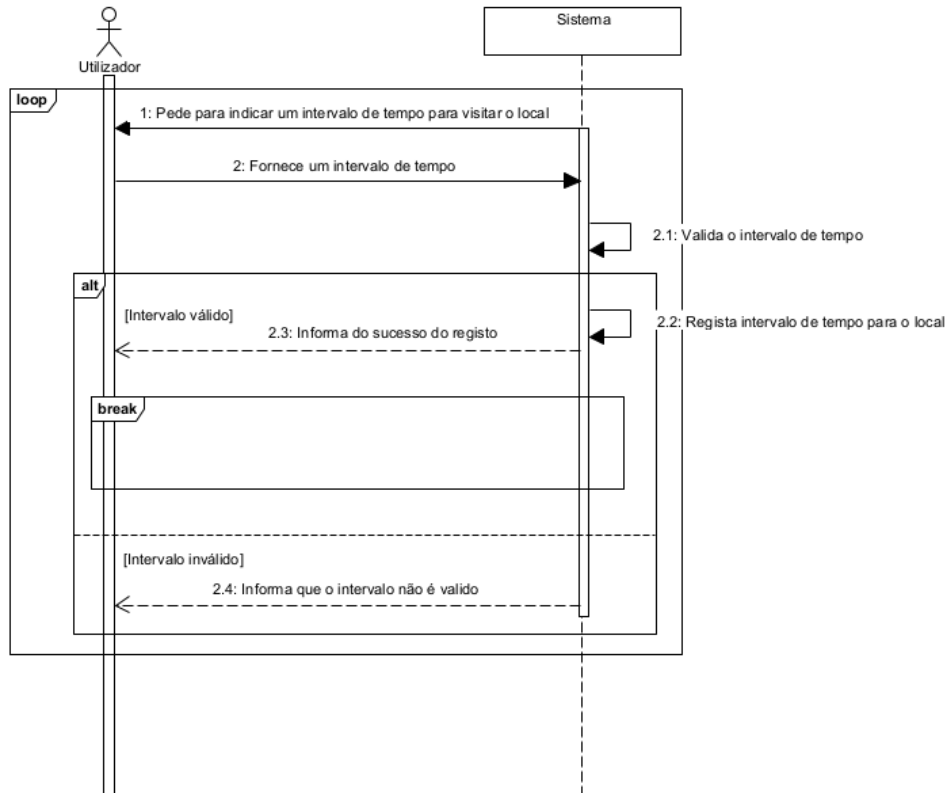 Sistema
Utilizador
loop
1: Pede para indicar um intervalo de tempo para visitar o local
2: Fornece um intervalo de tempo
2.1: Valida o intervalo de tempo
alt
[Intervalo válido]
2.2: Regista intervalo de tempo para o local
2.3: Informa do sucesso do registo
break
[Intervalo inválido]
2.4: Informa que o intervalo não é valido